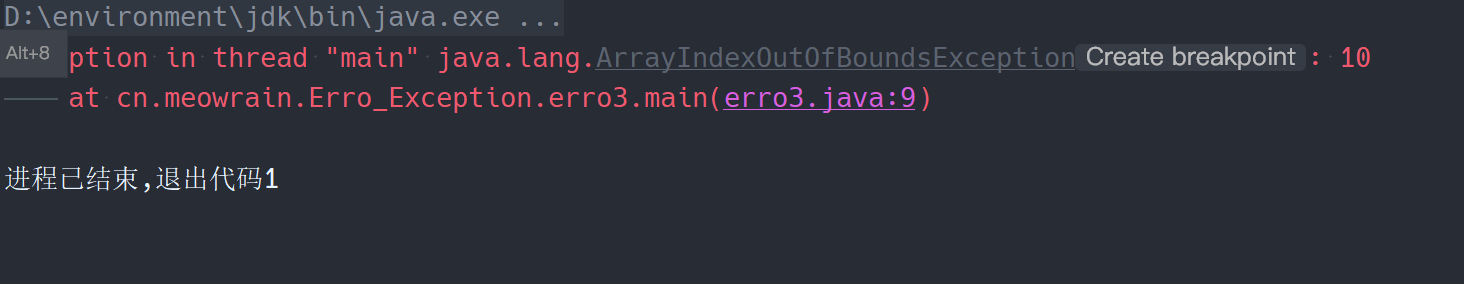 D:\environment\jdk\bin\java.exe ...
Alt+8
ption in thread "main" java.lang.ArrayIndexOutOfBoundsException Create breakpoint : 10
at cn.meowrain.Erro_Exception.erro3.main(erro3.java:9)
进程已结束,退出代码1